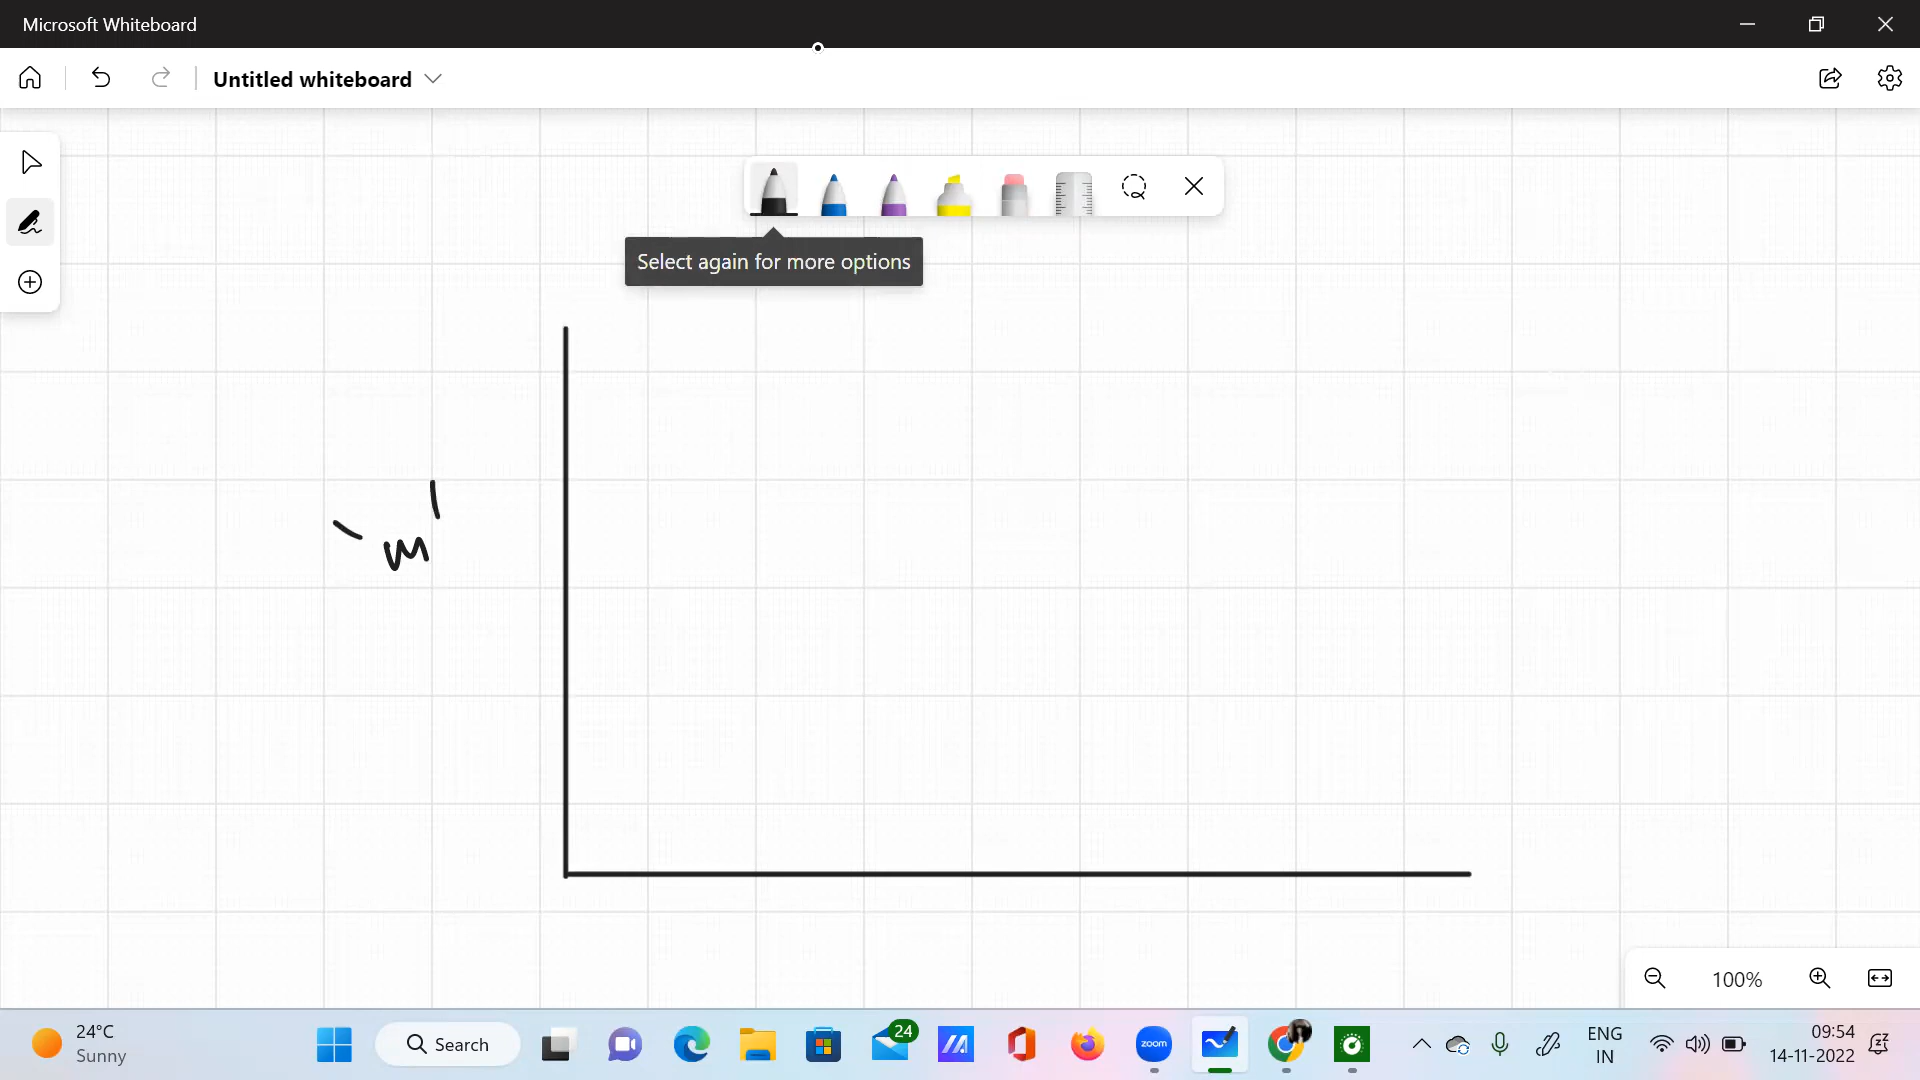 Microsoft Whiteboard
Untitled whiteboard
Select again for more options
m
100%
24°C
Sunny
Search
24
zoom
ENG
IN
09:54
14-11-2022